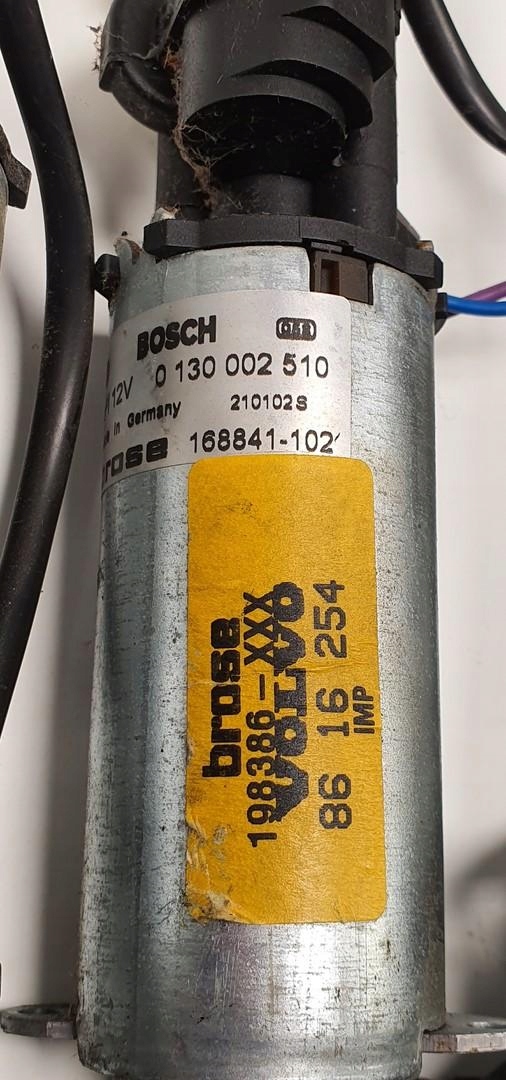 BOSCH
12V 0 130 002 510
in Germany 210102S
brose 168841-102
brose
198386-XXX
VOLVO
86 16 254
IMP